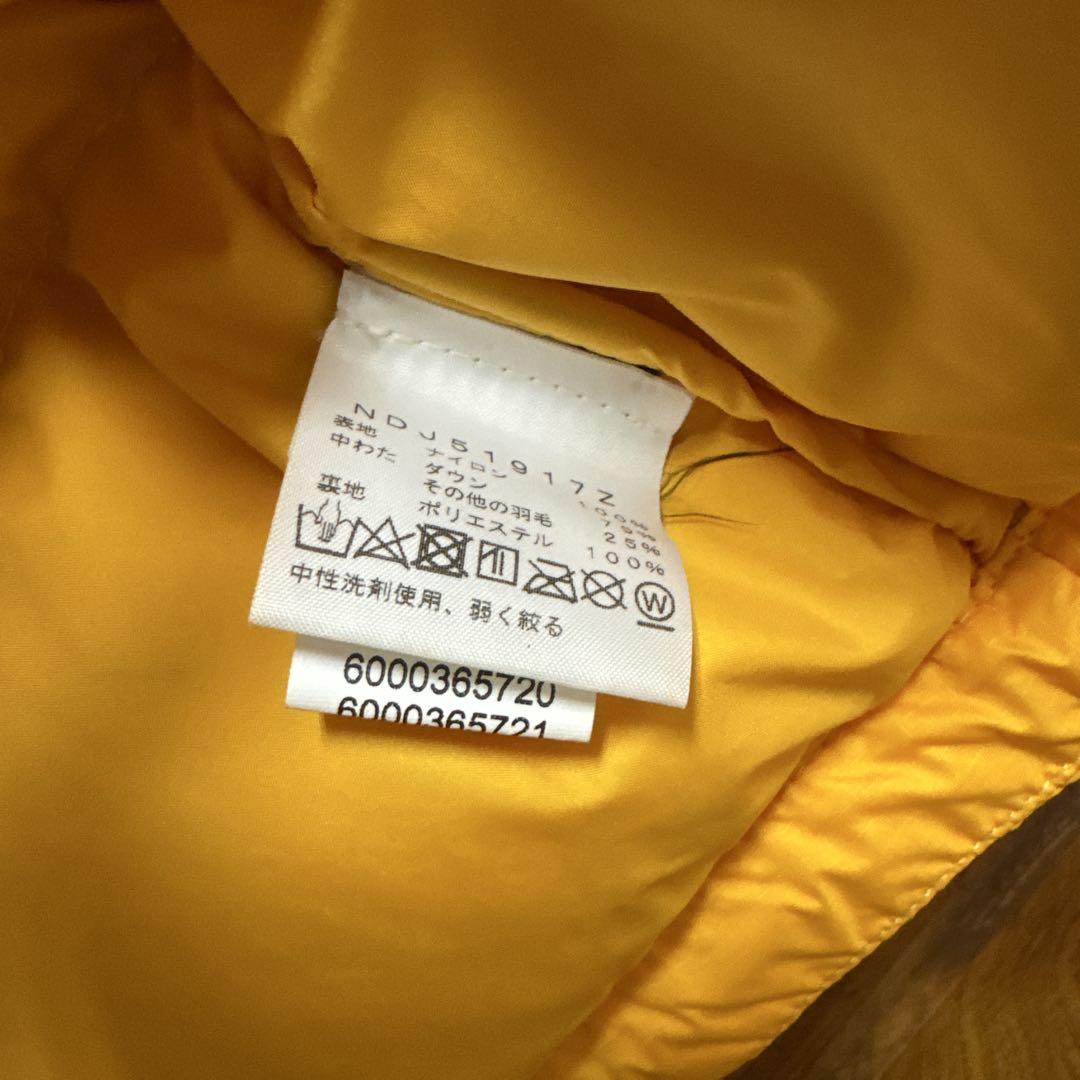 NDJ51917Z
表地 ナイロン 100%
中わた ダウン 75%
その他の羽毛 25%
裏地 ポリエステル 100%
W
中性洗剤使用、弱く絞る
6000365720
6000365721